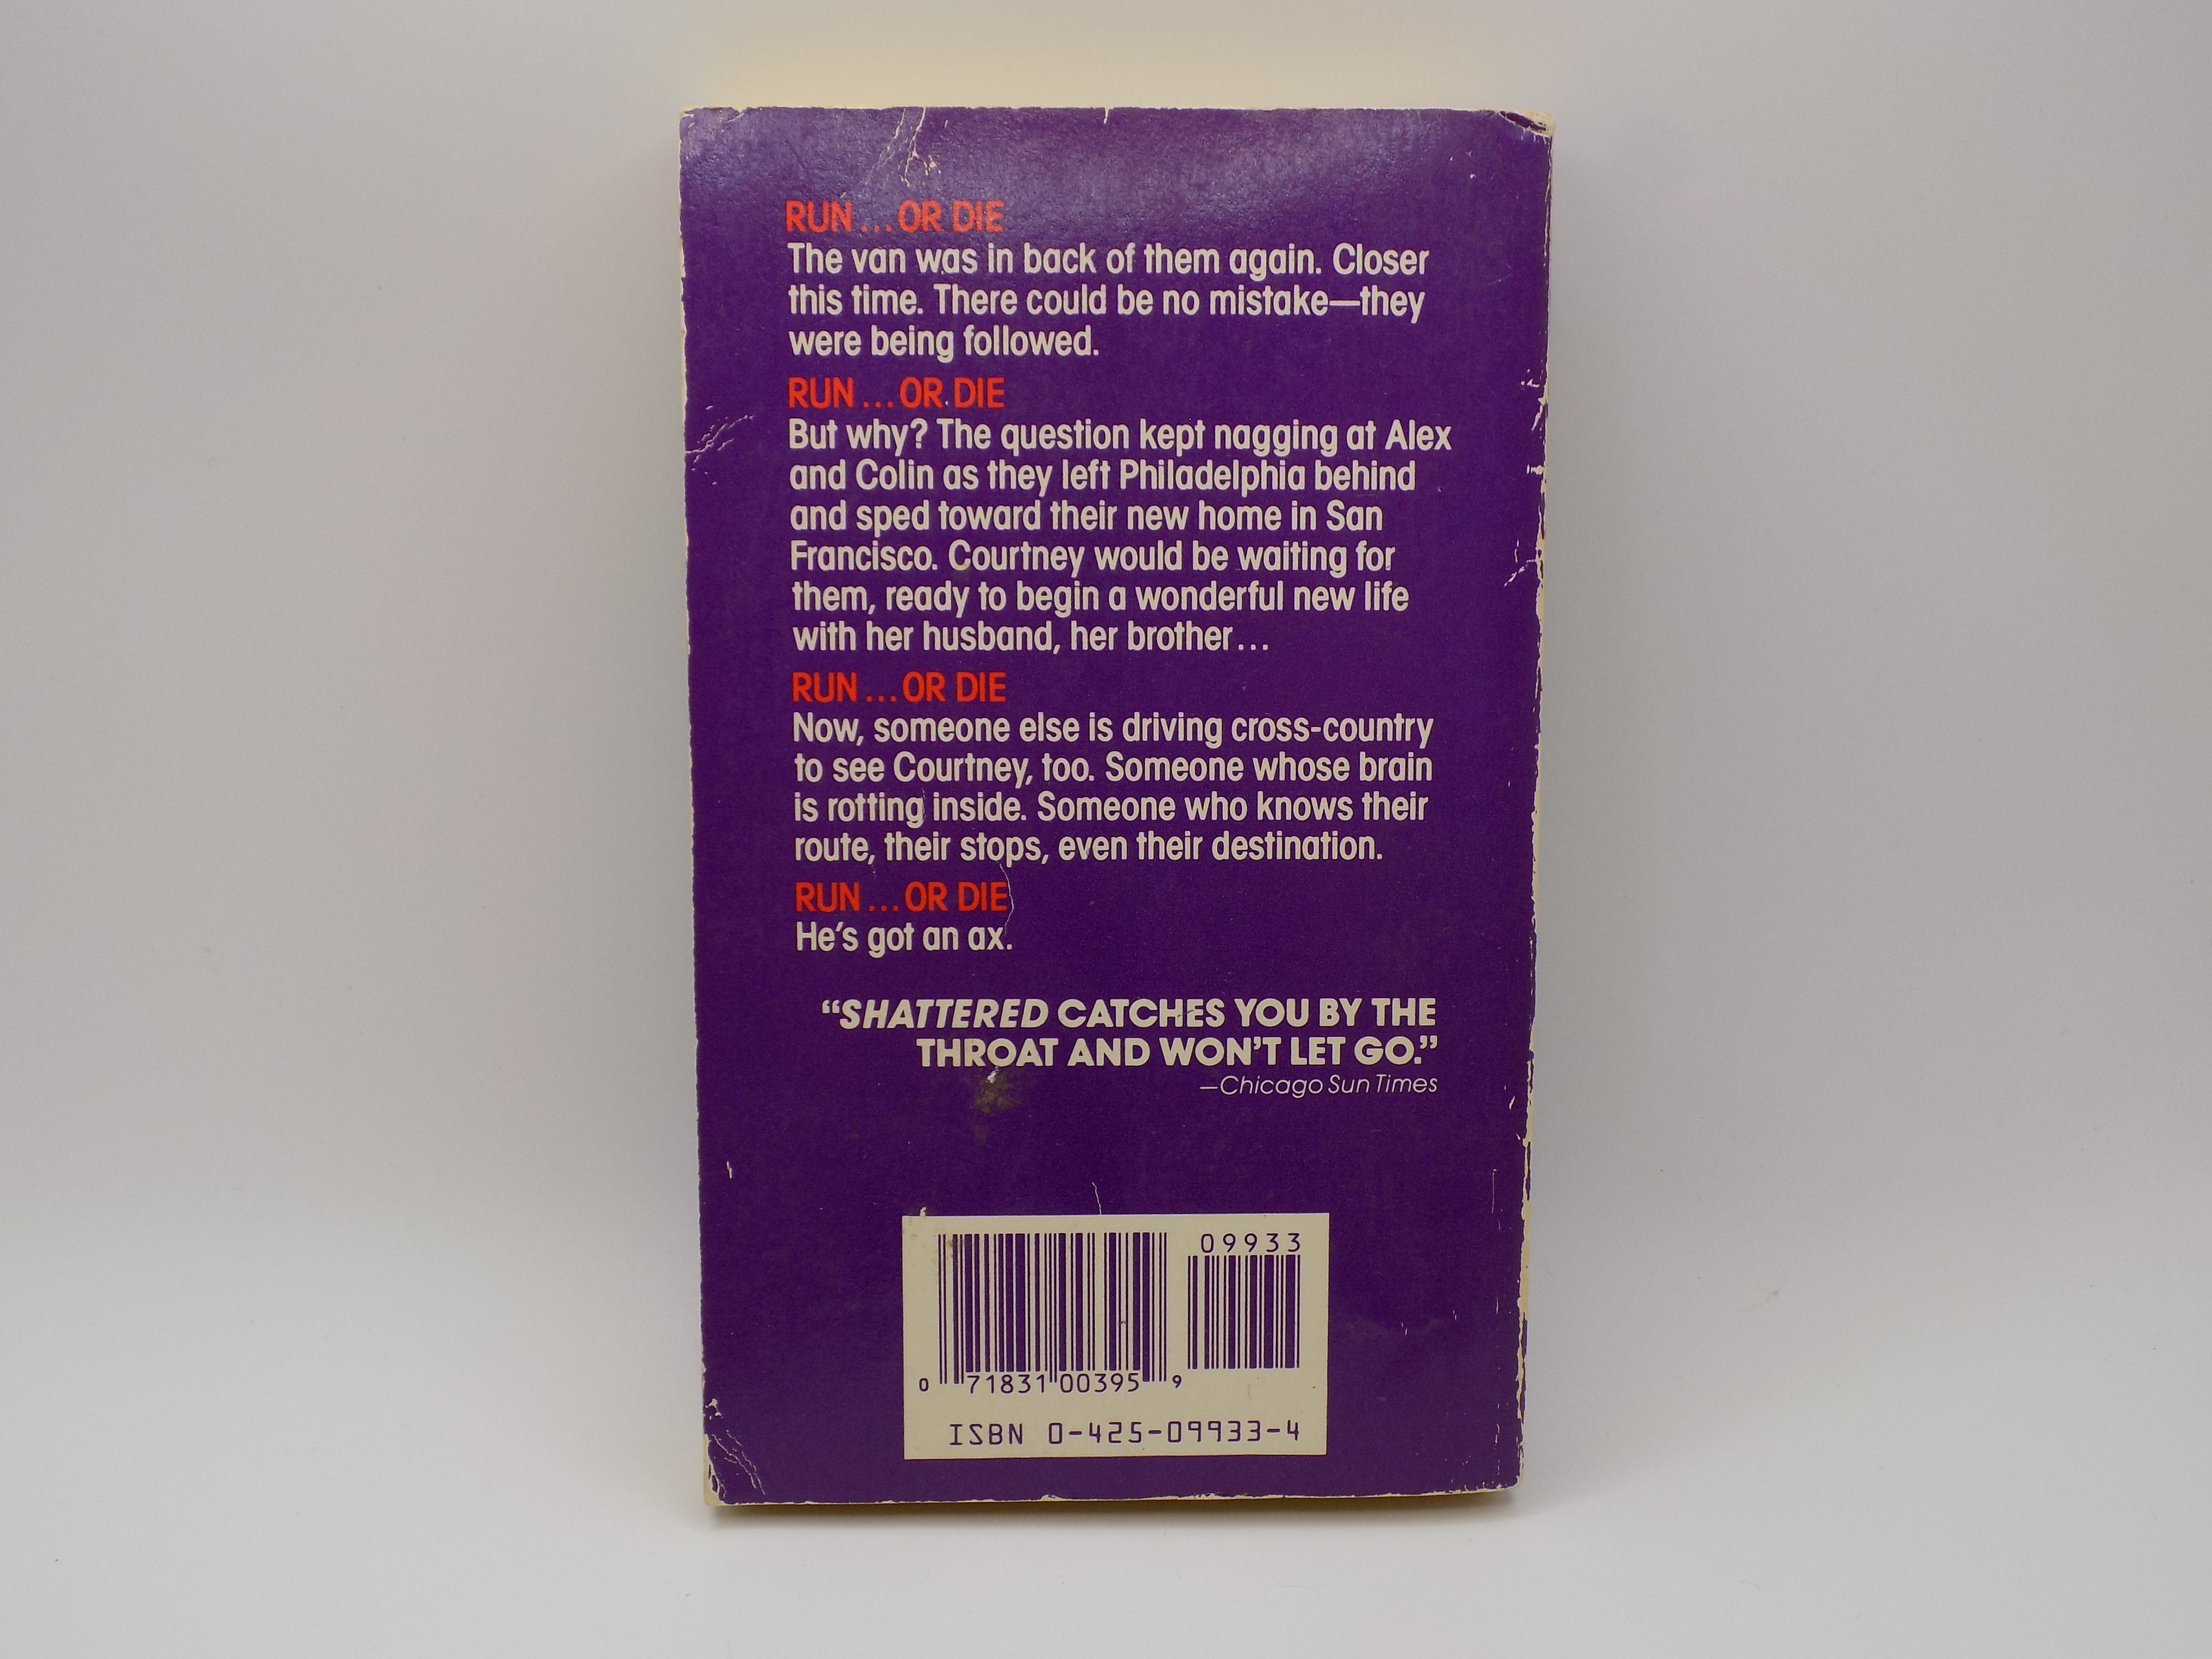 RUN...OR DIE
The van was in back of them again. Closer
this time. There could be no mistake—they
were being followed.
RUN...OR DIE
But why? The question kept nagging at Alex
and Colin as they left Philadelphia behind
and sped toward their new home in San
Francisco. Courtney would be waiting for
them, ready to begin a wonderful new life
with her husband, her brother...
RUN...OR DIE
Now, someone else is driving cross-country
to see Courtney, too. Someone whose brain
is rotting inside. Someone who knows their
route, their stops, even their destination.
RUN...OR DIE
He's got an ax.
“SHATTERED CATCHES YOU BY THE
THROAT AND WON'T LET GO.”
—Chicago Sun Times
09933
0 71831 00395 9
ISBN 0-425-09933-4